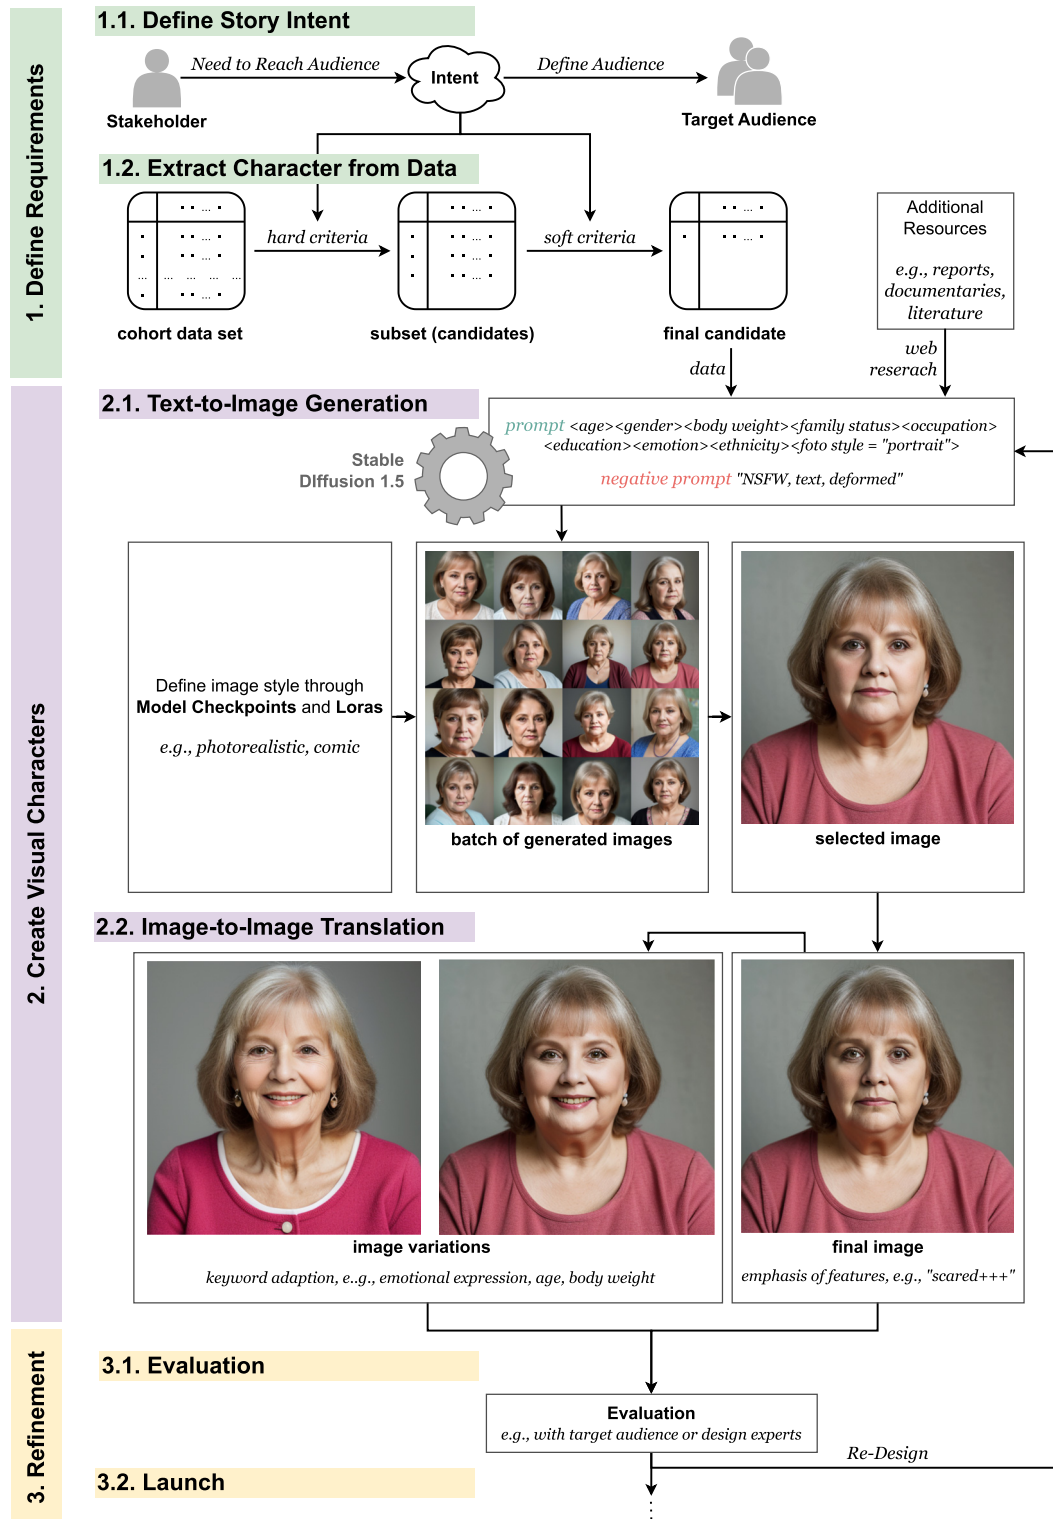 1. Define Requirements
1.1. Define Story Intent
Need to Reach Audience
Intent
Define Audience
Stakeholder
Target Audience
1.2. Extract Character from Data
hard criteria
soft criteria
cohort data set
subset (candidates)
final candidate
Additional
Resources
e.g., reports,
documentaries,
literature
data
web
reserach
2. Create Visual Characters
2.1. Text-to-Image Generation
Stable
DIffusion 1.5
prompt <age><gender><body weight><family status><occupation>
<education><emotion><ethnicity><foto style = "portrait">
negative prompt "NSFW, text, deformed"
Define image style through
Model Checkpoints and Loras
e.g., photorealistic, comic
batch of generated images
selected image
2.2. Image-to-Image Translation
image variations
keyword adaption, e..g., emotional expression, age, body weight
final image
emphasis of features, e.g., "scared+++"
3. Refinement
3.1. Evaluation
Evaluation
e.g., with target audience or design experts
Re-Design
3.2. Launch